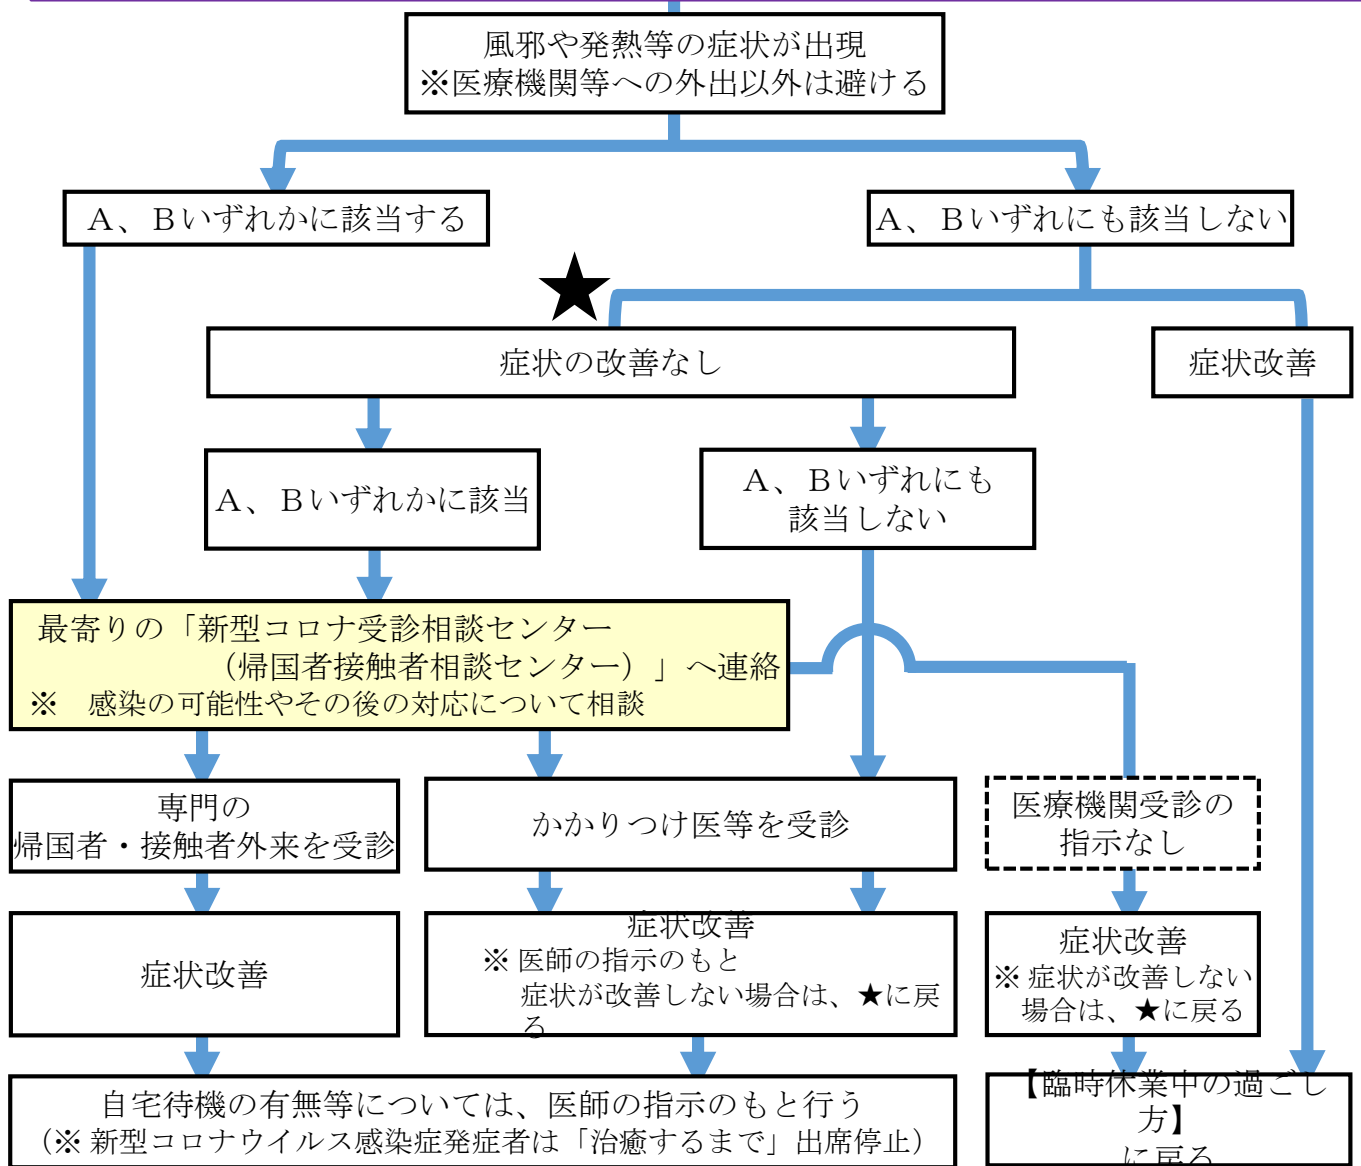 風邪や発熱等の症状が出現
※医療機関等への外出以外は避ける
Ａ、Ｂいずれかに該当する
Ａ、Ｂいずれにも該当しない
★
症状の改善なし
症状改善
Ａ、Ｂいずれかに該当
Ａ、Ｂいずれにも
該当しない
最寄りの「新型コロナ受診相談センター
（帰国者接触者相談センター）」へ連絡
※　感染の可能性やその後の対応について相談
専門の
帰国者・接触者外来を受診
かかりつけ医等を受診
医療機関受診の
指示なし
症状改善
症状改善
※ 医師の指示のもと
症状が改善しない場合は、★に戻
る
症状改善
※ 症状が改善しない
場合は、★に戻る
自宅待機の有無等については、医師の指示のもと行う
（※ 新型コロナウイルス感染症発症者は「治癒するまで」出席停止）
【臨時休業中の過ごし
方】
に戻る